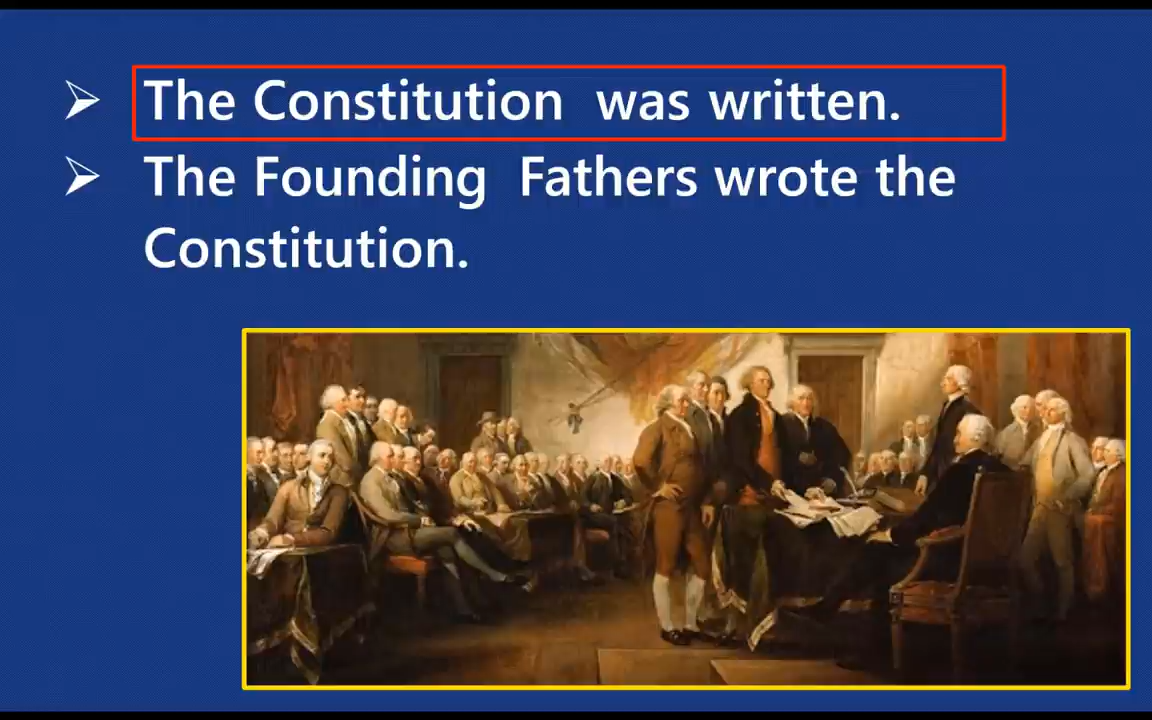 ➢ The Constitution was written.
➢ The Founding Fathers wrote the
Constitution.